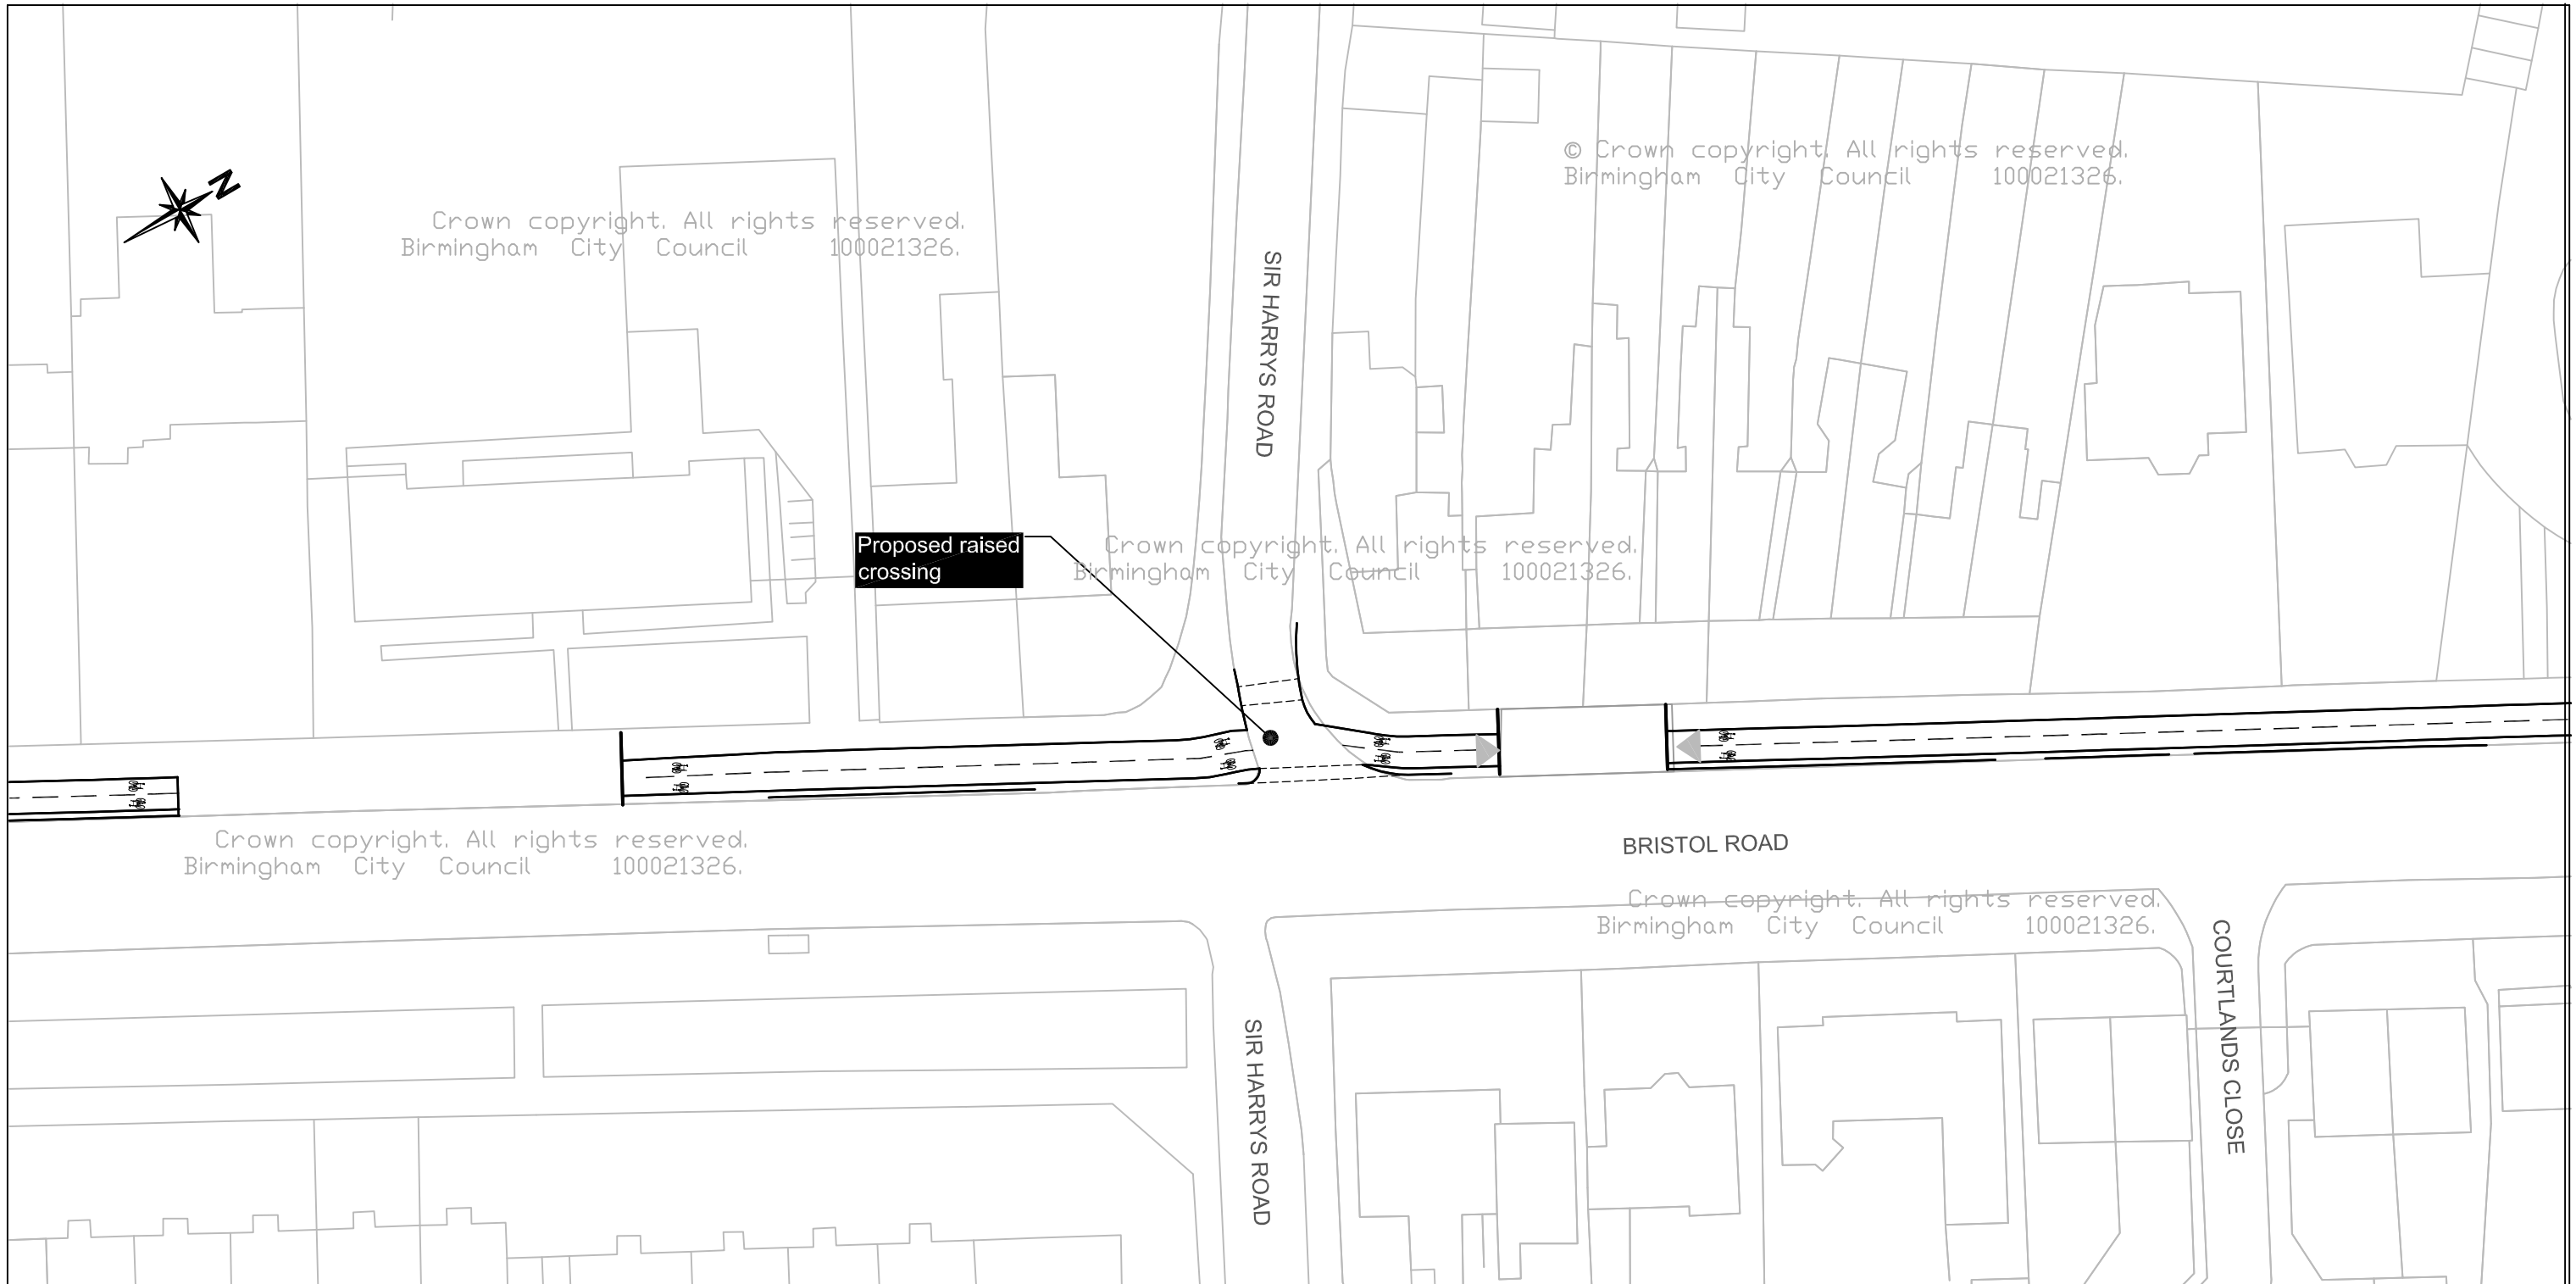 © Crown copyright. All rights reserved.
Birmingham City Council 100021326.
N
Crown copyright. All rights reserved.
Birmingham City Council 100021326.
SIR HARRYS ROAD
Proposed raised
crossing
Crown copyright. All rights reserved.
Birmingham City Council 100021326.
Crown copyright. All rights reserved.
Birmingham City Council 100021326.
BRISTOL ROAD
Crown copyright. All rights reserved.
Birmingham City Council 100021326.
COURTLANDS CLOSE
SIR HARRYS ROAD